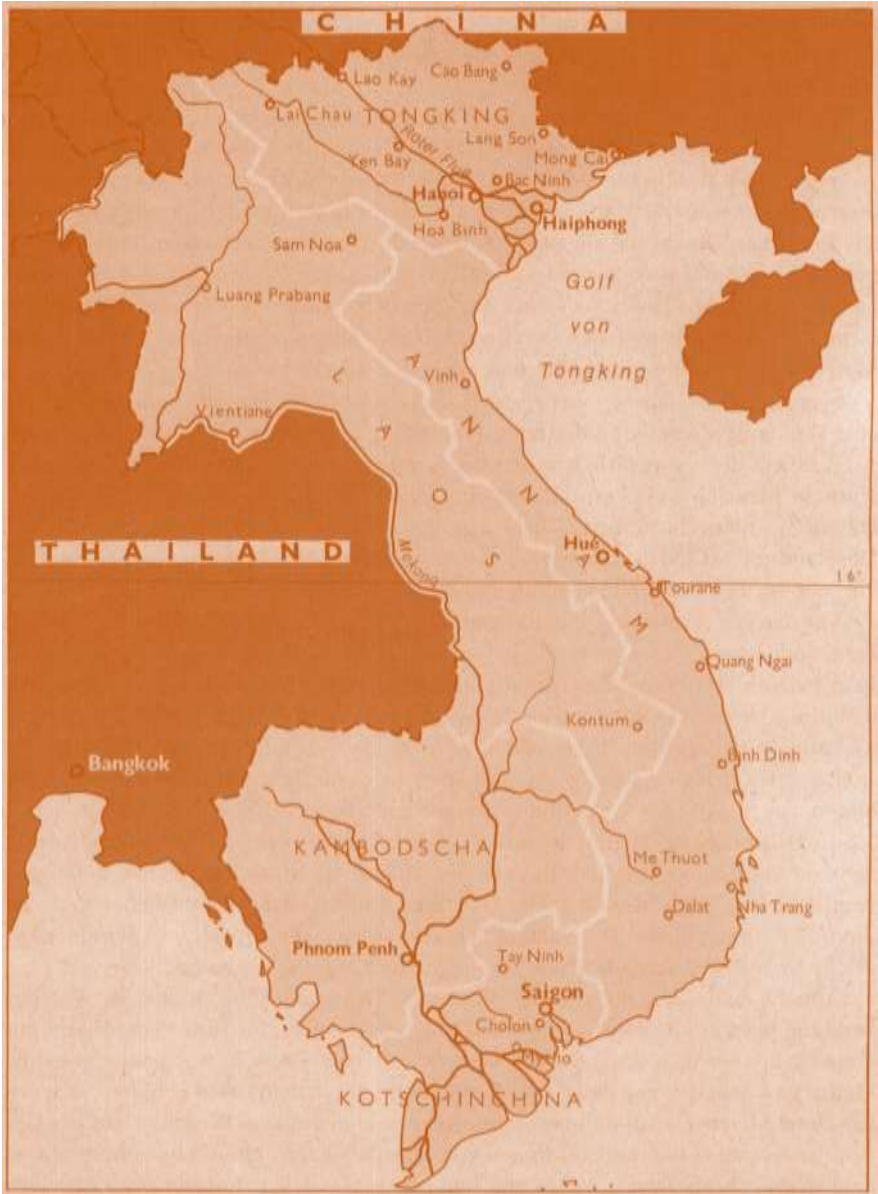 CHINA
Lao Kay
Cao Bang
Lai Chau
TONGKING
Roter Fluß
Lang Son
Yen Bay
Mong Cai
Bac Ninh
Hanoi
Haiphong
Hoa Binh
Sam Noa
Golf
von
Tongking
Luang Prabang
Vinh
Vientiane
LAOS
ANNAM
THAILAND
Mekong
Hué
16°
Tourane
Quang Ngai
Kontum
Bangkok
Binh Dinh
KAMBODSCHA
Me Thuot
Dalat
Nha Trang
Phnom Penh
Tay Ninh
Saigon
Cholon
Mytho
KOTSCHINCHINA